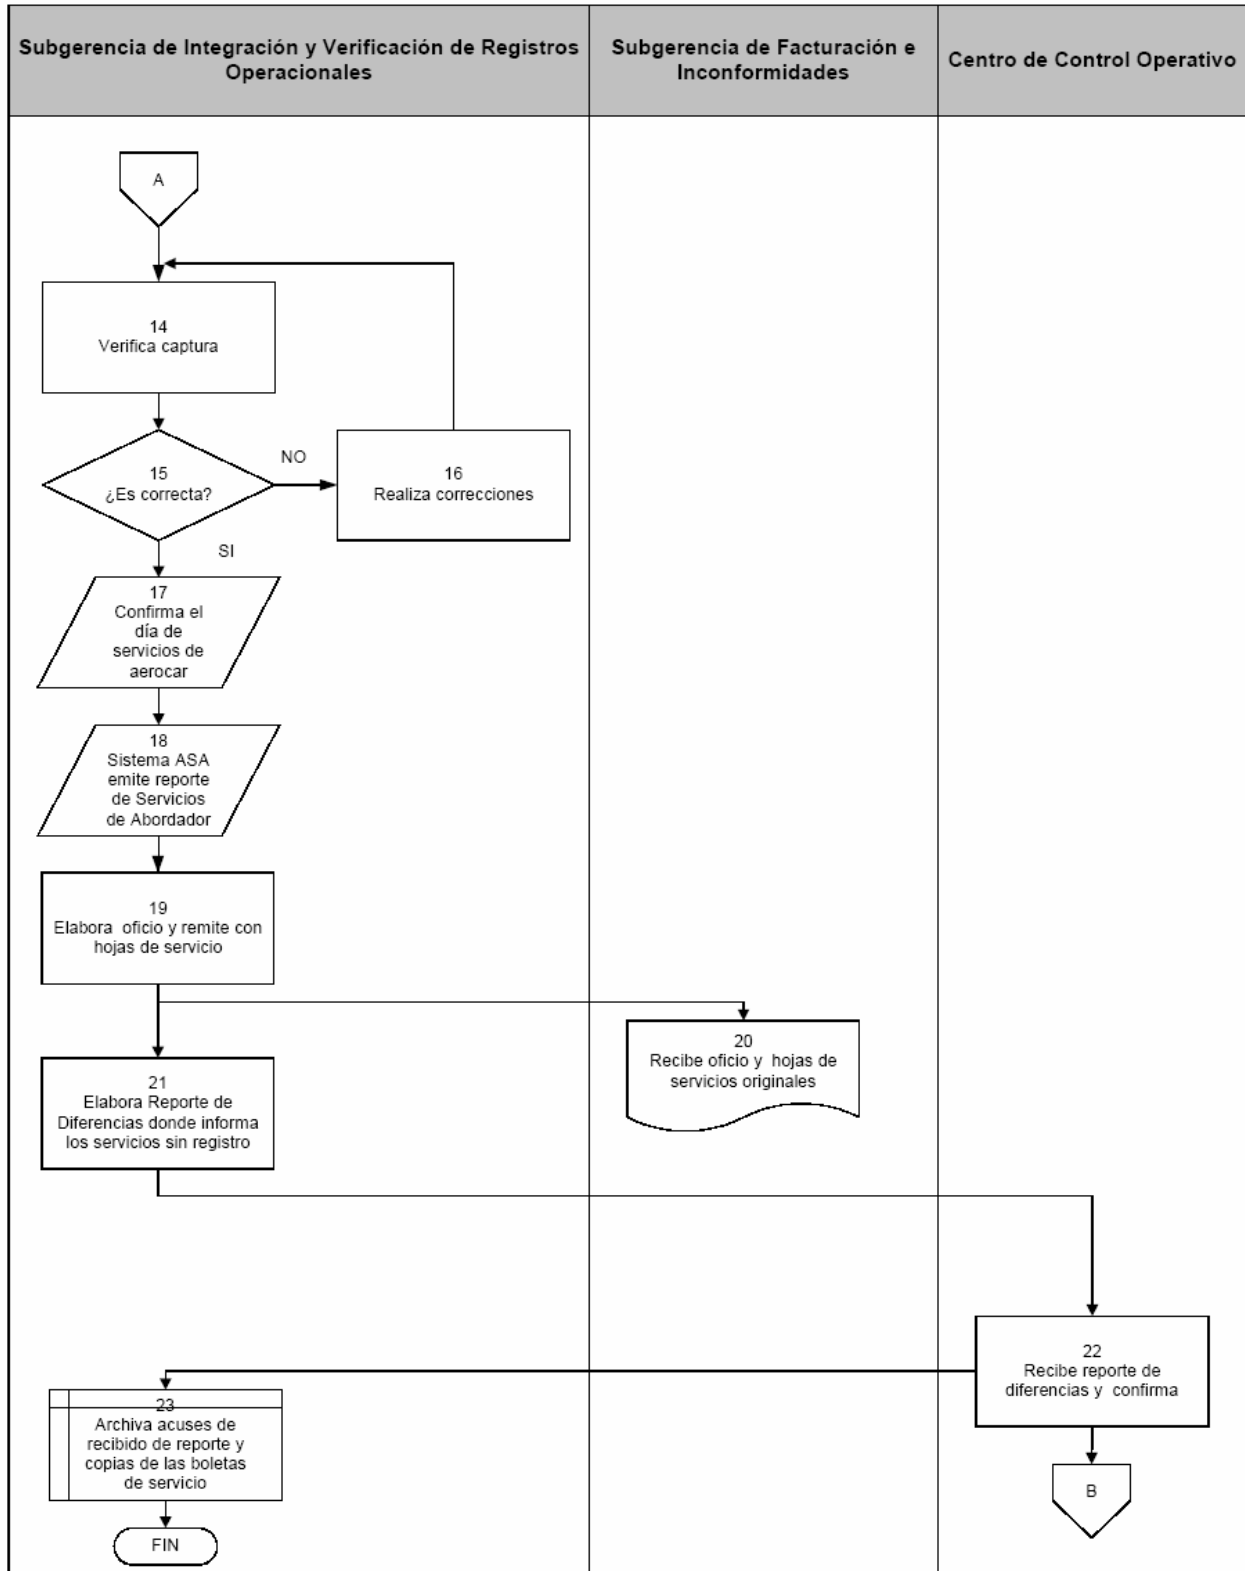 Subgerencia de Integración y Verificación de Registros
Operacionales
Subgerencia de Facturación e
Inconformidades
Centro de Control Operativo
A
14
Verifica captura
15
¿Es correcta?
NO
16
Realiza correcciones
SI
17
Confirma el
día de
servicios de
aerocar
18
Sistema ASA
emite reporte
de Servicios
de Abordador
19
Elabora oficio y remite con
hojas de servicio
20
Recibe oficio y hojas de
servicios originales
21
Elabora Reporte de
Diferencias donde informa
los servicios sin registro
22
Recibe reporte de
diferencias y confirma
23
Archiva acuses de
recibido de reporte y
copias de las boletas
de servicio
B
FIN